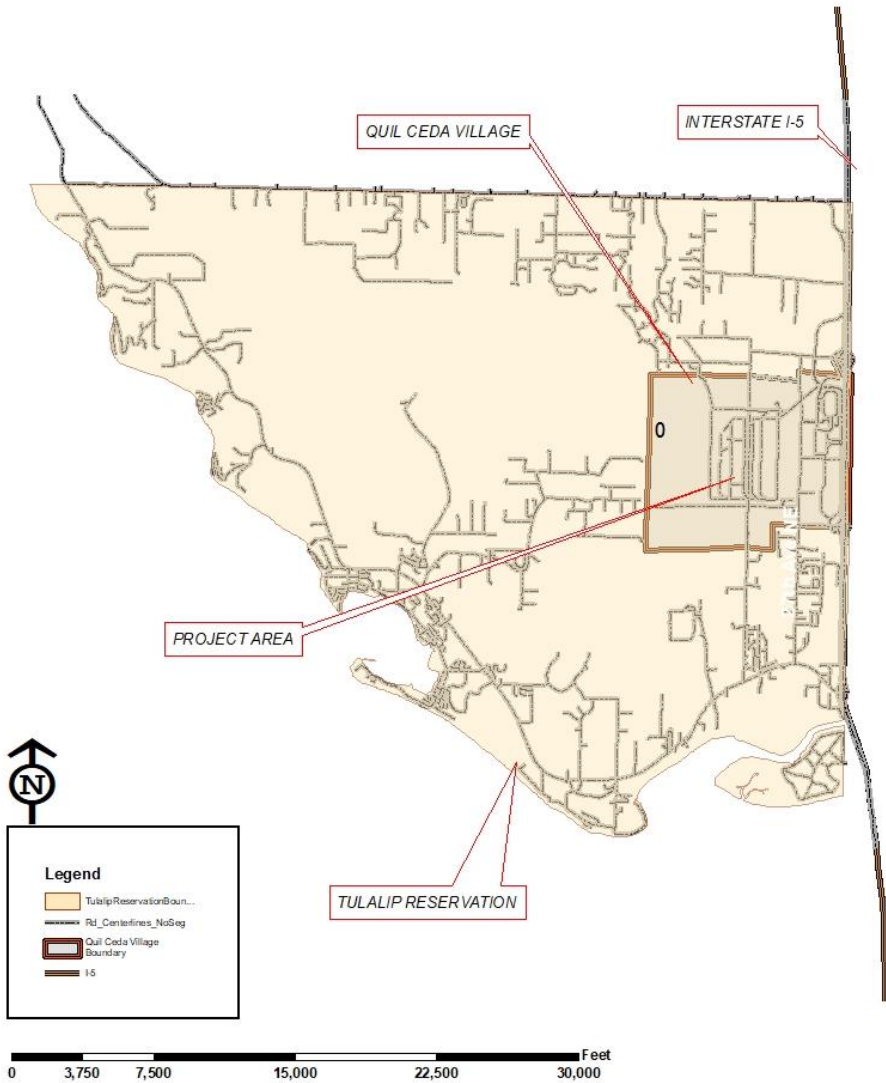 INTERSTATE I-5
QUIL CEDA VILLAGE
0
PROJECT AREA
TULALIP RESERVATION
N
Legend
TulalipReservationBoun...
Rd_Centerlines_NoSeg
Quil Ceda Village
Boundary
I-5
Feet
0 3,750 7,500 15,000 22,500 30,000